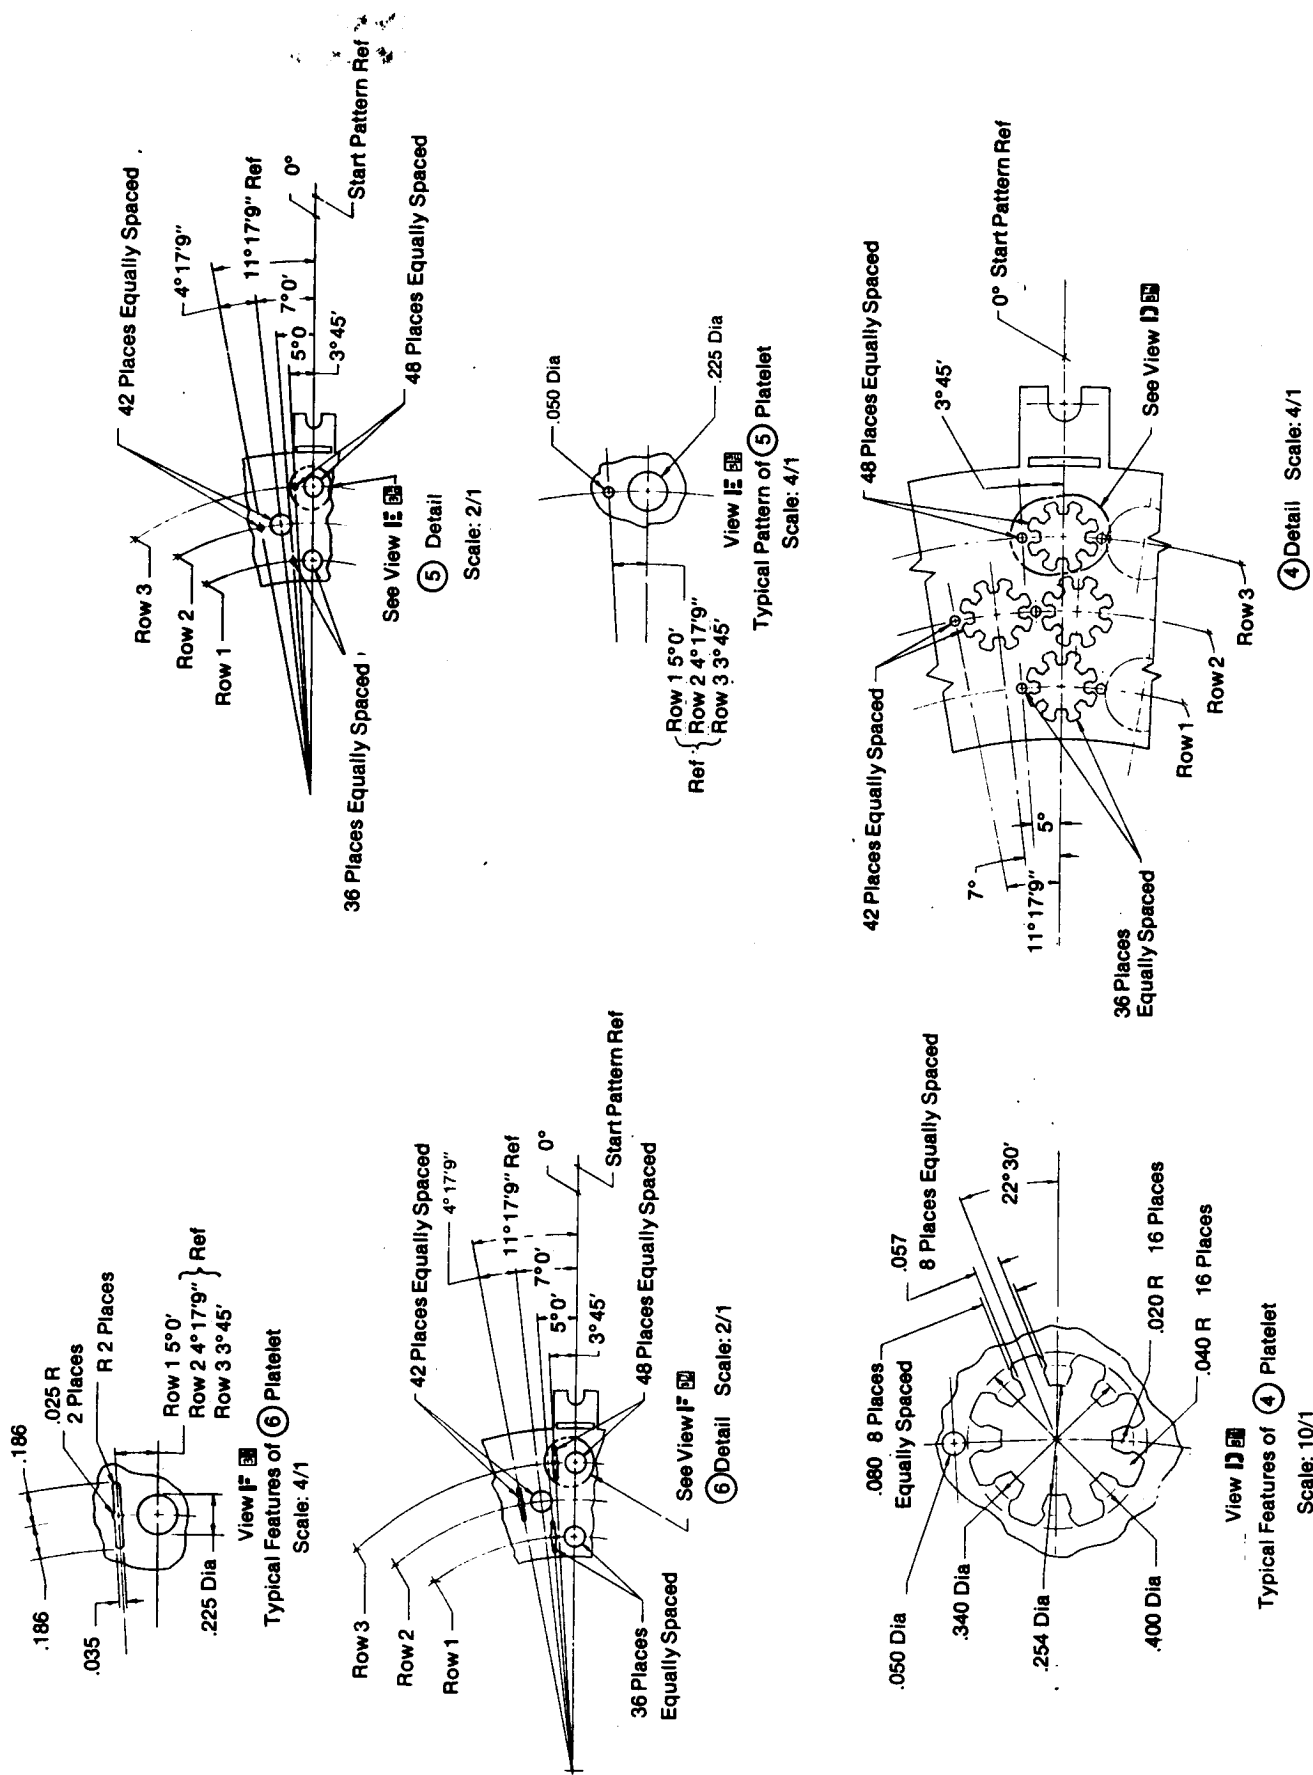 .186
.186
.035
.025 R
2 Places
R 2 Places
Row 1 5°0'
Row 2 4°17'9" } Ref
Row 3 3°45'
.225 Dia
View F
Typical Features of 6 Platelet
Scale: 4/1
42 Places Equally Spaced
4°17'9"
11°17'9" Ref
7°0'
5°0'
3°45'
0°
Start Pattern Ref
48 Places Equally Spaced
Row 3
Row 2
Row 1
36 Places
Equally Spaced
See View F
6 Detail Scale: 2/1
.050 Dia
.080 8 Places
Equally Spaced
.057
8 Places Equally Spaced
22°30'
.340 Dia
.254 Dia
.400 Dia
.020 R 16 Places
.040 R 16 Places
View D
Typical Features of 4 Platelet
Scale: 10/1
42 Places Equally Spaced
4°17'9"
11°17'9" Ref
7°0'
5°0
3°45'
0°
Start Pattern Ref
48 Places Equally Spaced
Row 3
Row 2
Row 1
36 Places Equally Spaced
See View E
5 Detail
Scale: 2/1
.050 Dia
.225 Dia
Row 1 5°0'
Ref { Row 2 4°17'9"
Row 3 3°45'
View E
Typical Pattern of 5 Platelet
Scale: 4/1
42 Places Equally Spaced
48 Places Equally Spaced
3°45'
0° Start Pattern Ref
See View D
7°
11°17'9"
5°
36 Places
Equally Spaced
Row 1
Row 2
Row 3
4 Detail Scale: 4/1